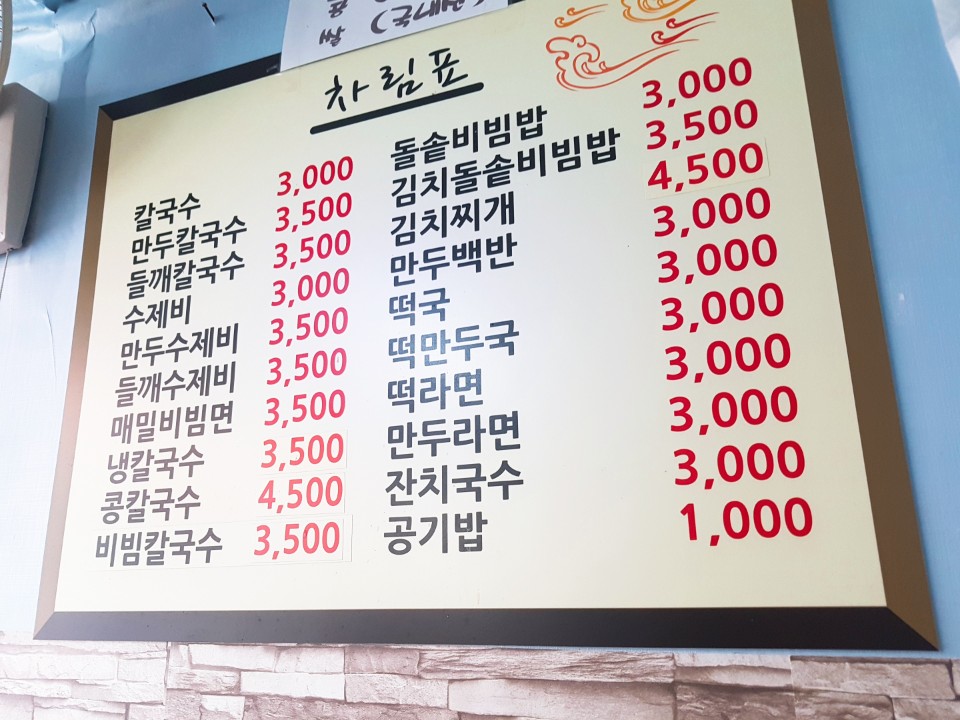 차림표
칼국수 3,000
만두칼국수 3,500
들깨칼국수 3,500
수제비 3,000
만두수제비 3,500
들깨수제비 3,500
매밀비빔면 3,500
냉칼국수 3,500
콩칼국수 4,500
비빔칼국수 3,500
돌솥비빔밥 3,000
김치돌솥비빔밥 3,500
김치찌개 4,500
만두백반 3,000
떡국 3,000
떡만두국 3,000
떡라면 3,000
만두라면 3,000
잔치국수 3,000
공기밥 1,000